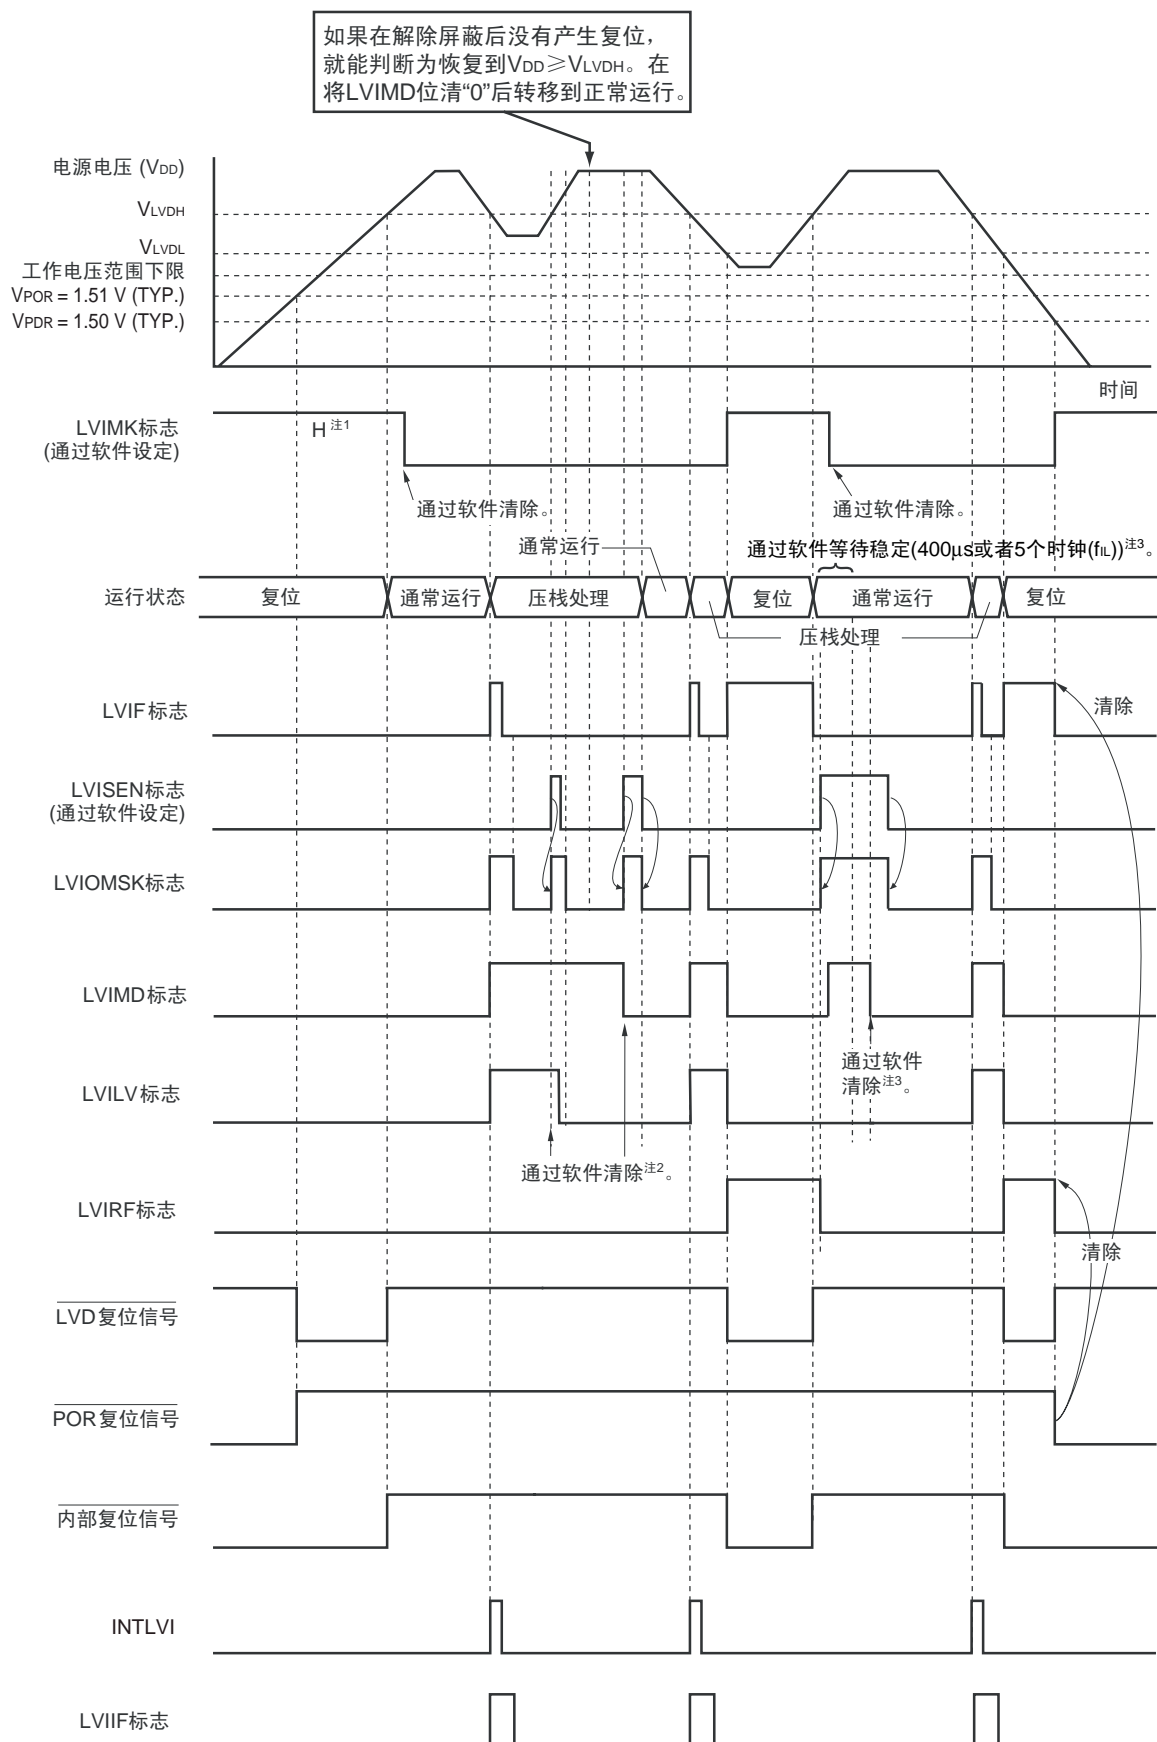 如果在解除屏蔽后没有产生复位，
就能判断为恢复到VDD≥VLVDH。在
将LVIMD位清“0”后转移到正常运行。
电源电压 (VDD)
VLVDH
VLVDL
工作电压范围下限
VPOR = 1.51 V (TYP.)
VPDR = 1.50 V (TYP.)
时间
LVIMK标志
(通过软件设定)
H 注1
通过软件清除。
通过软件清除。
通常运行
通过软件等待稳定(400μs或者5个时钟(fIL))注3。
运行状态
复位
通常运行
压栈处理
复位
通常运行
复位
压栈处理
LVIF标志
清除
LVISEN标志
(通过软件设定)
LVIOMSK标志
LVIMD标志
通过软件
清除注3。
LVILV标志
通过软件清除注2。
LVIRF标志
清除
LVD复位信号
POR复位信号
内部复位信号
INTLVI
LVIIF标志